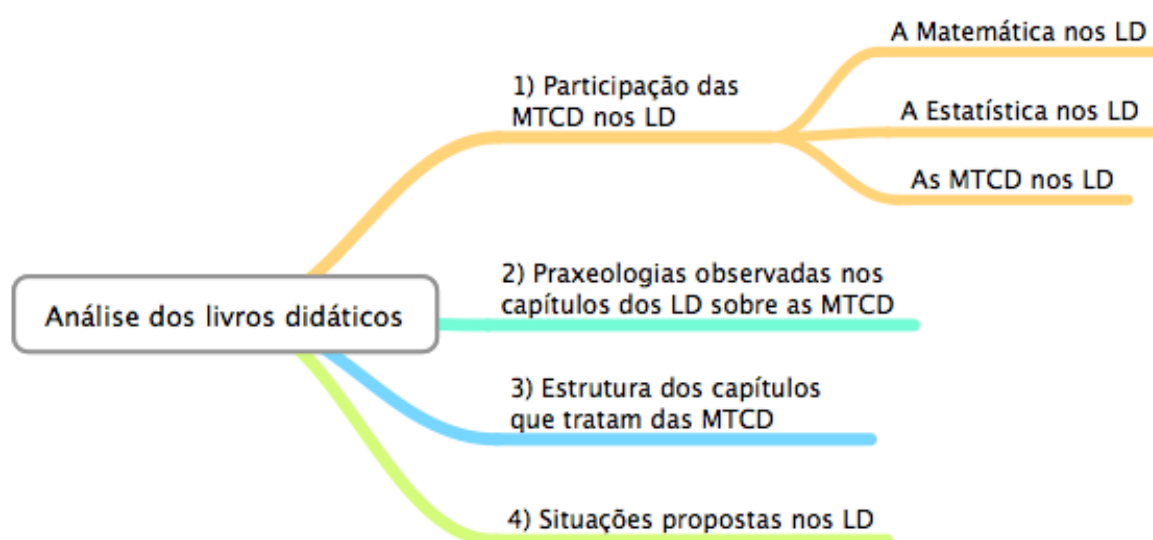 A Matemática nos LD
1) Participação das
MTCD nos LD
A Estatística nos LD
As MTCD nos LD
2) Praxeologias observadas nos
capítulos dos LD sobre as MTCD
Análise dos livros didáticos
3) Estrutura dos capítulos
que tratam das MTCD
4) Situações propostas nos LD